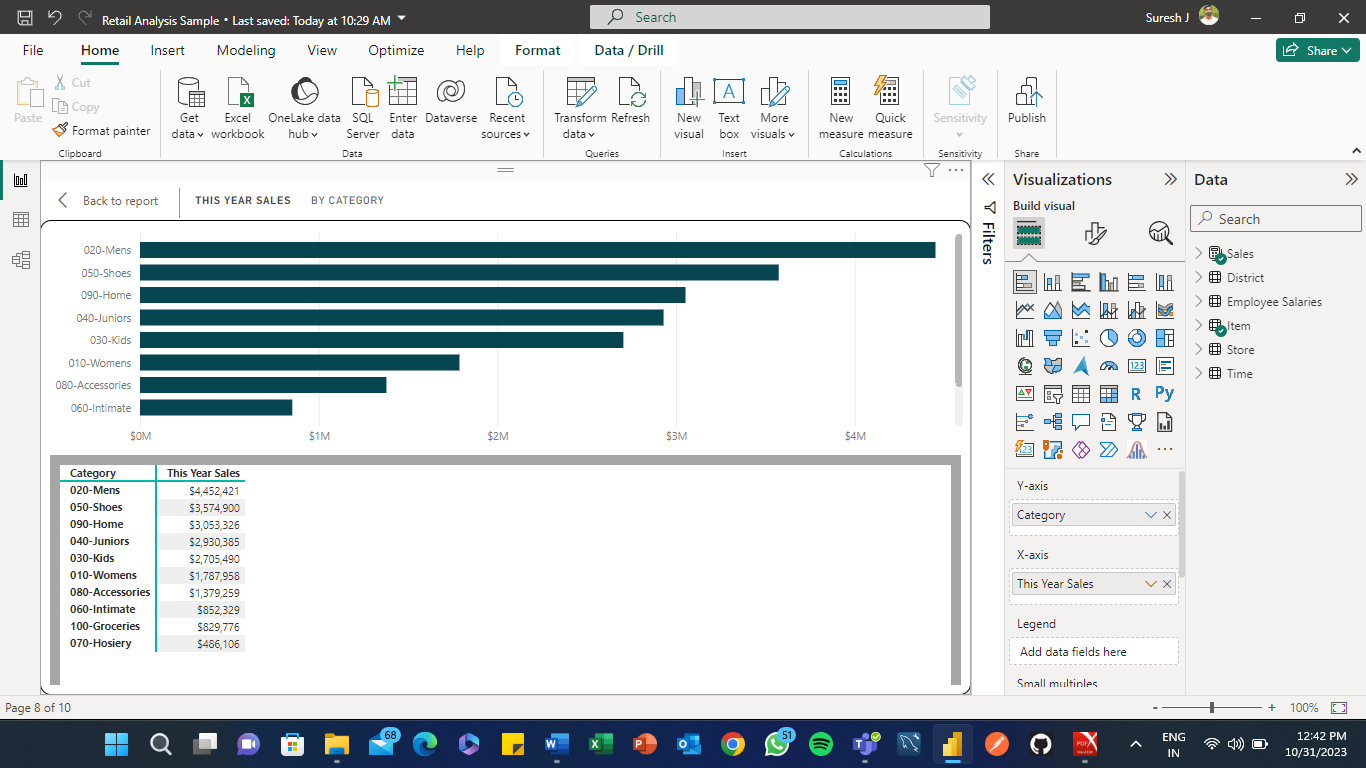 Retail Analysis Sample • Last saved: Today at 10:29 AM
Search
Suresh J
File Home Insert Modeling View Optimize Help Format Data / Drill
Share
Paste
Cut
Copy
Format painter
Clipboard
Get data
Excel workbook
OneLake data hub
SQL Server
Enter data
Dataverse
Recent sources
Data
Transform data
Refresh
Queries
New visual
Text box
More visuals
Insert
New measure
Quick measure
Calculations
Sensitivity
Sensitivity
Publish
Share
Back to report
THIS YEAR SALES
BY CATEGORY
020-Mens
050-Shoes
090-Home
040-Juniors
030-Kids
010-Womens
080-Accessories
060-Intimate
$0M $1M $2M $3M $4M
Category This Year Sales
020-Mens $4,452,421
050-Shoes $3,574,900
090-Home $3,053,326
040-Juniors $2,930,385
030-Kids $2,705,490
010-Womens $1,787,958
080-Accessories $1,379,259
060-Intimate $852,329
100-Groceries $829,776
070-Hosiery $486,106
Filters
Visualizations
Build visual
123
R
Py
Y-axis
Category
X-axis
This Year Sales
Legend
Add data fields here
Small multiples
Data
Search
Sales
District
Employee Salaries
Item
Store
Time
Page 8 of 10
- + 100%
68
51
ENG
IN
12:42 PM
10/31/2023